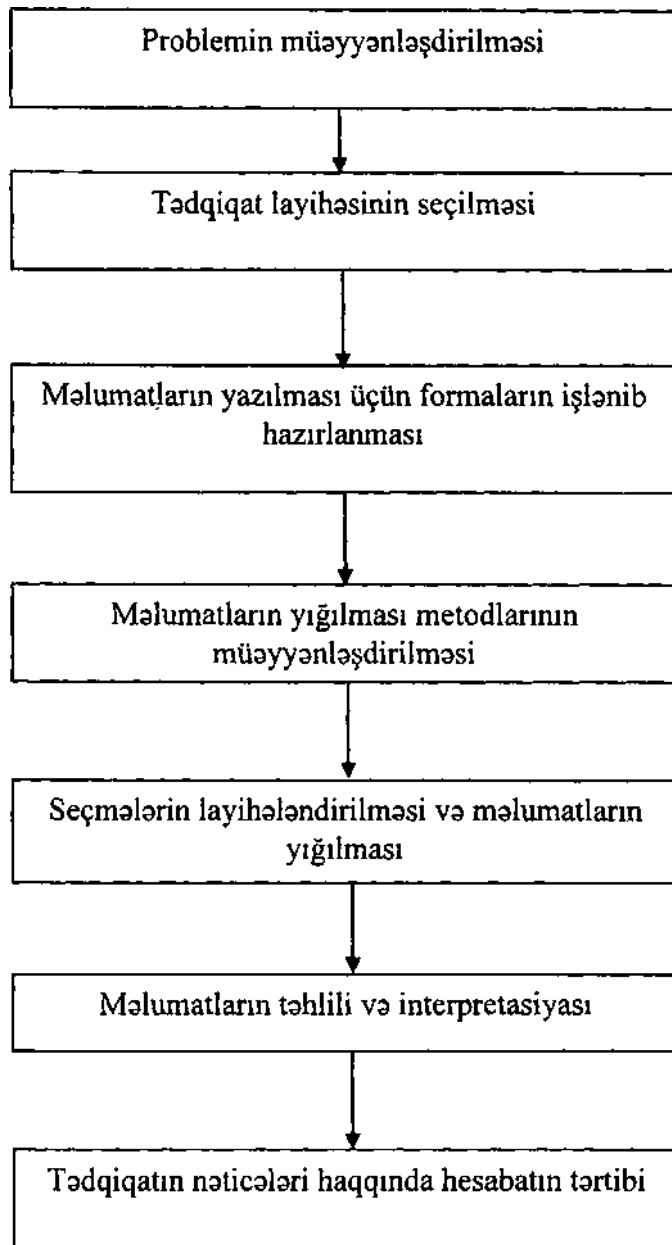 Problemin müəyyənləşdirilməsi
Tədqiqat layihəsinin seçilməsi
Məlumatların yazılması üçün formaların işlənib
hazırlanması
Məlumatların yığılması metodlarının
müəyyənləşdirilməsi
Seçmələrin layihələndirilməsi və məlumatların
yığılması
Məlumatların təhlili və interpretasiyası
Tədqiqatın nəticələri haqqında hesabatın tərtibi